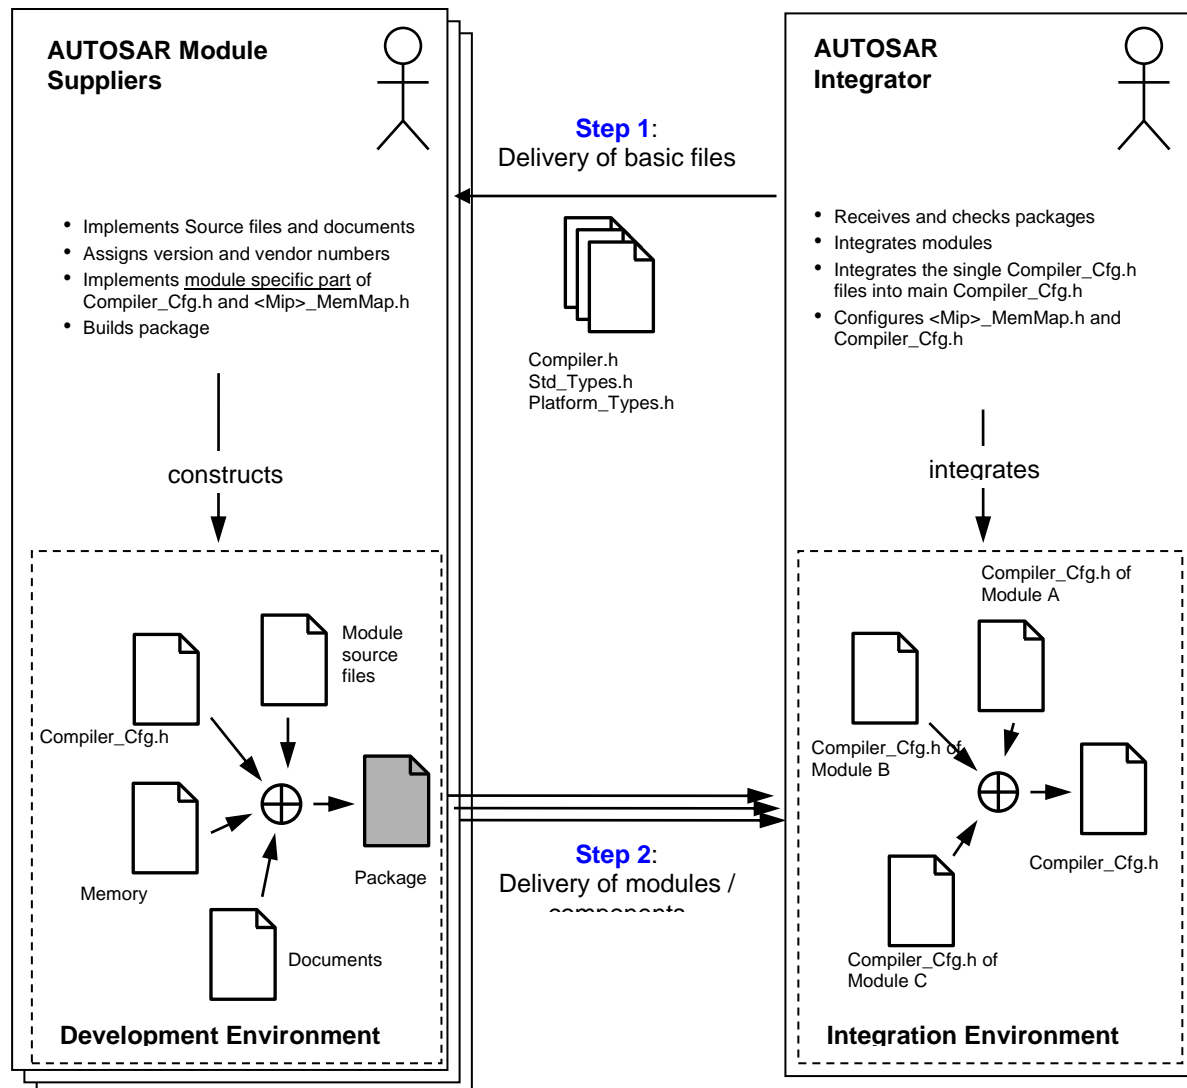 AUTOSAR Module
Suppliers
• Implements Source files and documents
• Assigns version and vendor numbers
• Implements module specific part of
Compiler_Cfg.h and <Mip>_MemMap.h
• Builds package
constructs
Module
source
files
Compiler_Cfg.h
Memory
Package
Documents
Development Environment
Step 1:
Delivery of basic files
Compiler.h
Std_Types.h
Platform_Types.h
Step 2:
Delivery of modules /
components
AUTOSAR
Integrator
• Receives and checks packages
• Integrates modules
• Integrates the single Compiler_Cfg.h
files into main Compiler_Cfg.h
• Configures <Mip>_MemMap.h and
Compiler_Cfg.h
integrates
Compiler_Cfg.h of
Module A
Compiler_Cfg.h of
Module B
Compiler_Cfg.h
Compiler_Cfg.h of
Module C
Integration Environment